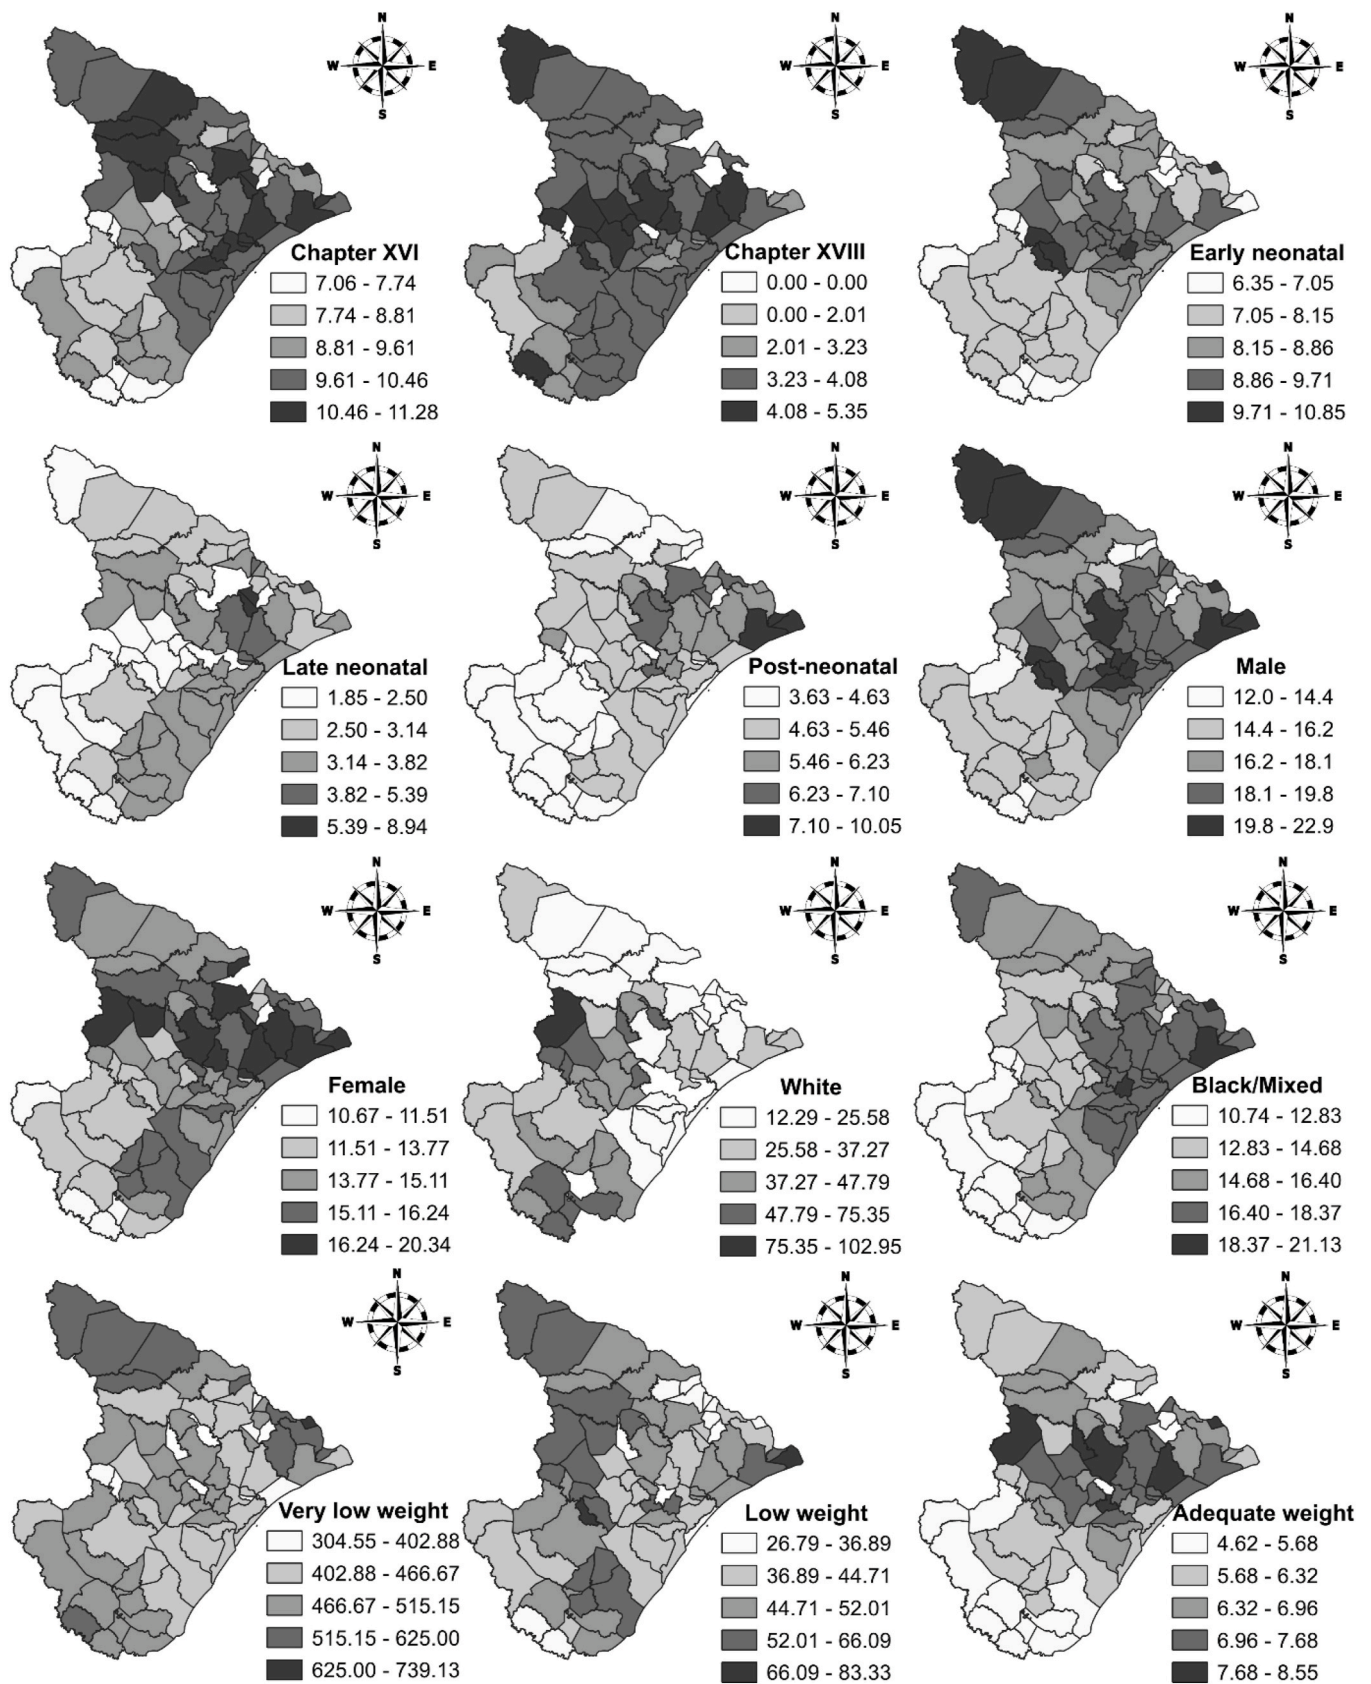 N
W E
S
Chapter XVI
7.06 - 7.74
7.74 - 8.81
8.81 - 9.61
9.61 - 10.46
10.46 - 11.28
N
W E
S
Chapter XVIII
0.00 - 0.00
0.00 - 2.01
2.01 - 3.23
3.23 - 4.08
4.08 - 5.35
N
W E
S
Early neonatal
6.35 - 7.05
7.05 - 8.15
8.15 - 8.86
8.86 - 9.71
9.71 - 10.85
N
W E
S
Late neonatal
1.85 - 2.50
2.50 - 3.14
3.14 - 3.82
3.82 - 5.39
5.39 - 8.94
N
W E
S
Post-neonatal
3.63 - 4.63
4.63 - 5.46
5.46 - 6.23
6.23 - 7.10
7.10 - 10.05
N
W E
S
Male
12.0 - 14.4
14.4 - 16.2
16.2 - 18.1
18.1 - 19.8
19.8 - 22.9
N
W E
S
Female
10.67 - 11.51
11.51 - 13.77
13.77 - 15.11
15.11 - 16.24
16.24 - 20.34
N
W E
S
White
12.29 - 25.58
25.58 - 37.27
37.27 - 47.79
47.79 - 75.35
75.35 - 102.95
N
W E
S
Black/Mixed
10.74 - 12.83
12.83 - 14.68
14.68 - 16.40
16.40 - 18.37
18.37 - 21.13
N
W E
S
Very low weight
304.55 - 402.88
402.88 - 466.67
466.67 - 515.15
515.15 - 625.00
625.00 - 739.13
N
W E
S
Low weight
26.79 - 36.89
36.89 - 44.71
44.71 - 52.01
52.01 - 66.09
66.09 - 83.33
N
W E
S
Adequate weight
4.62 - 5.68
5.68 - 6.32
6.32 - 6.96
6.96 - 7.68
7.68 - 8.55